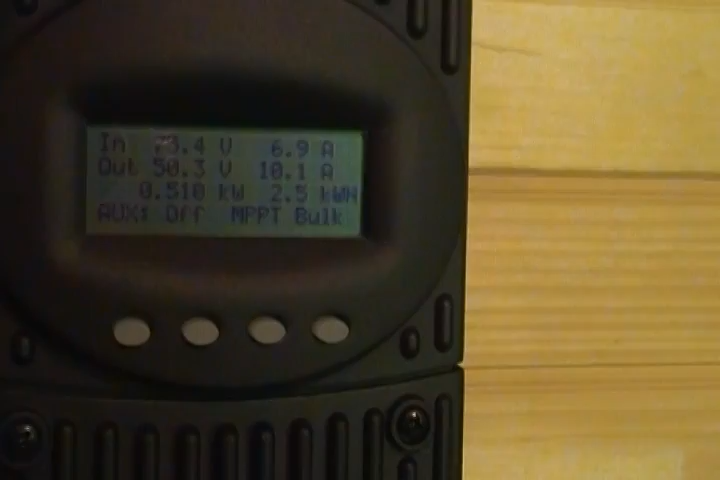 In 73.4 V 6.9 A
Out 50.3 V 10.1 A
0.510 kW 2.5 kWH
AUX: Off MPPT Bulk